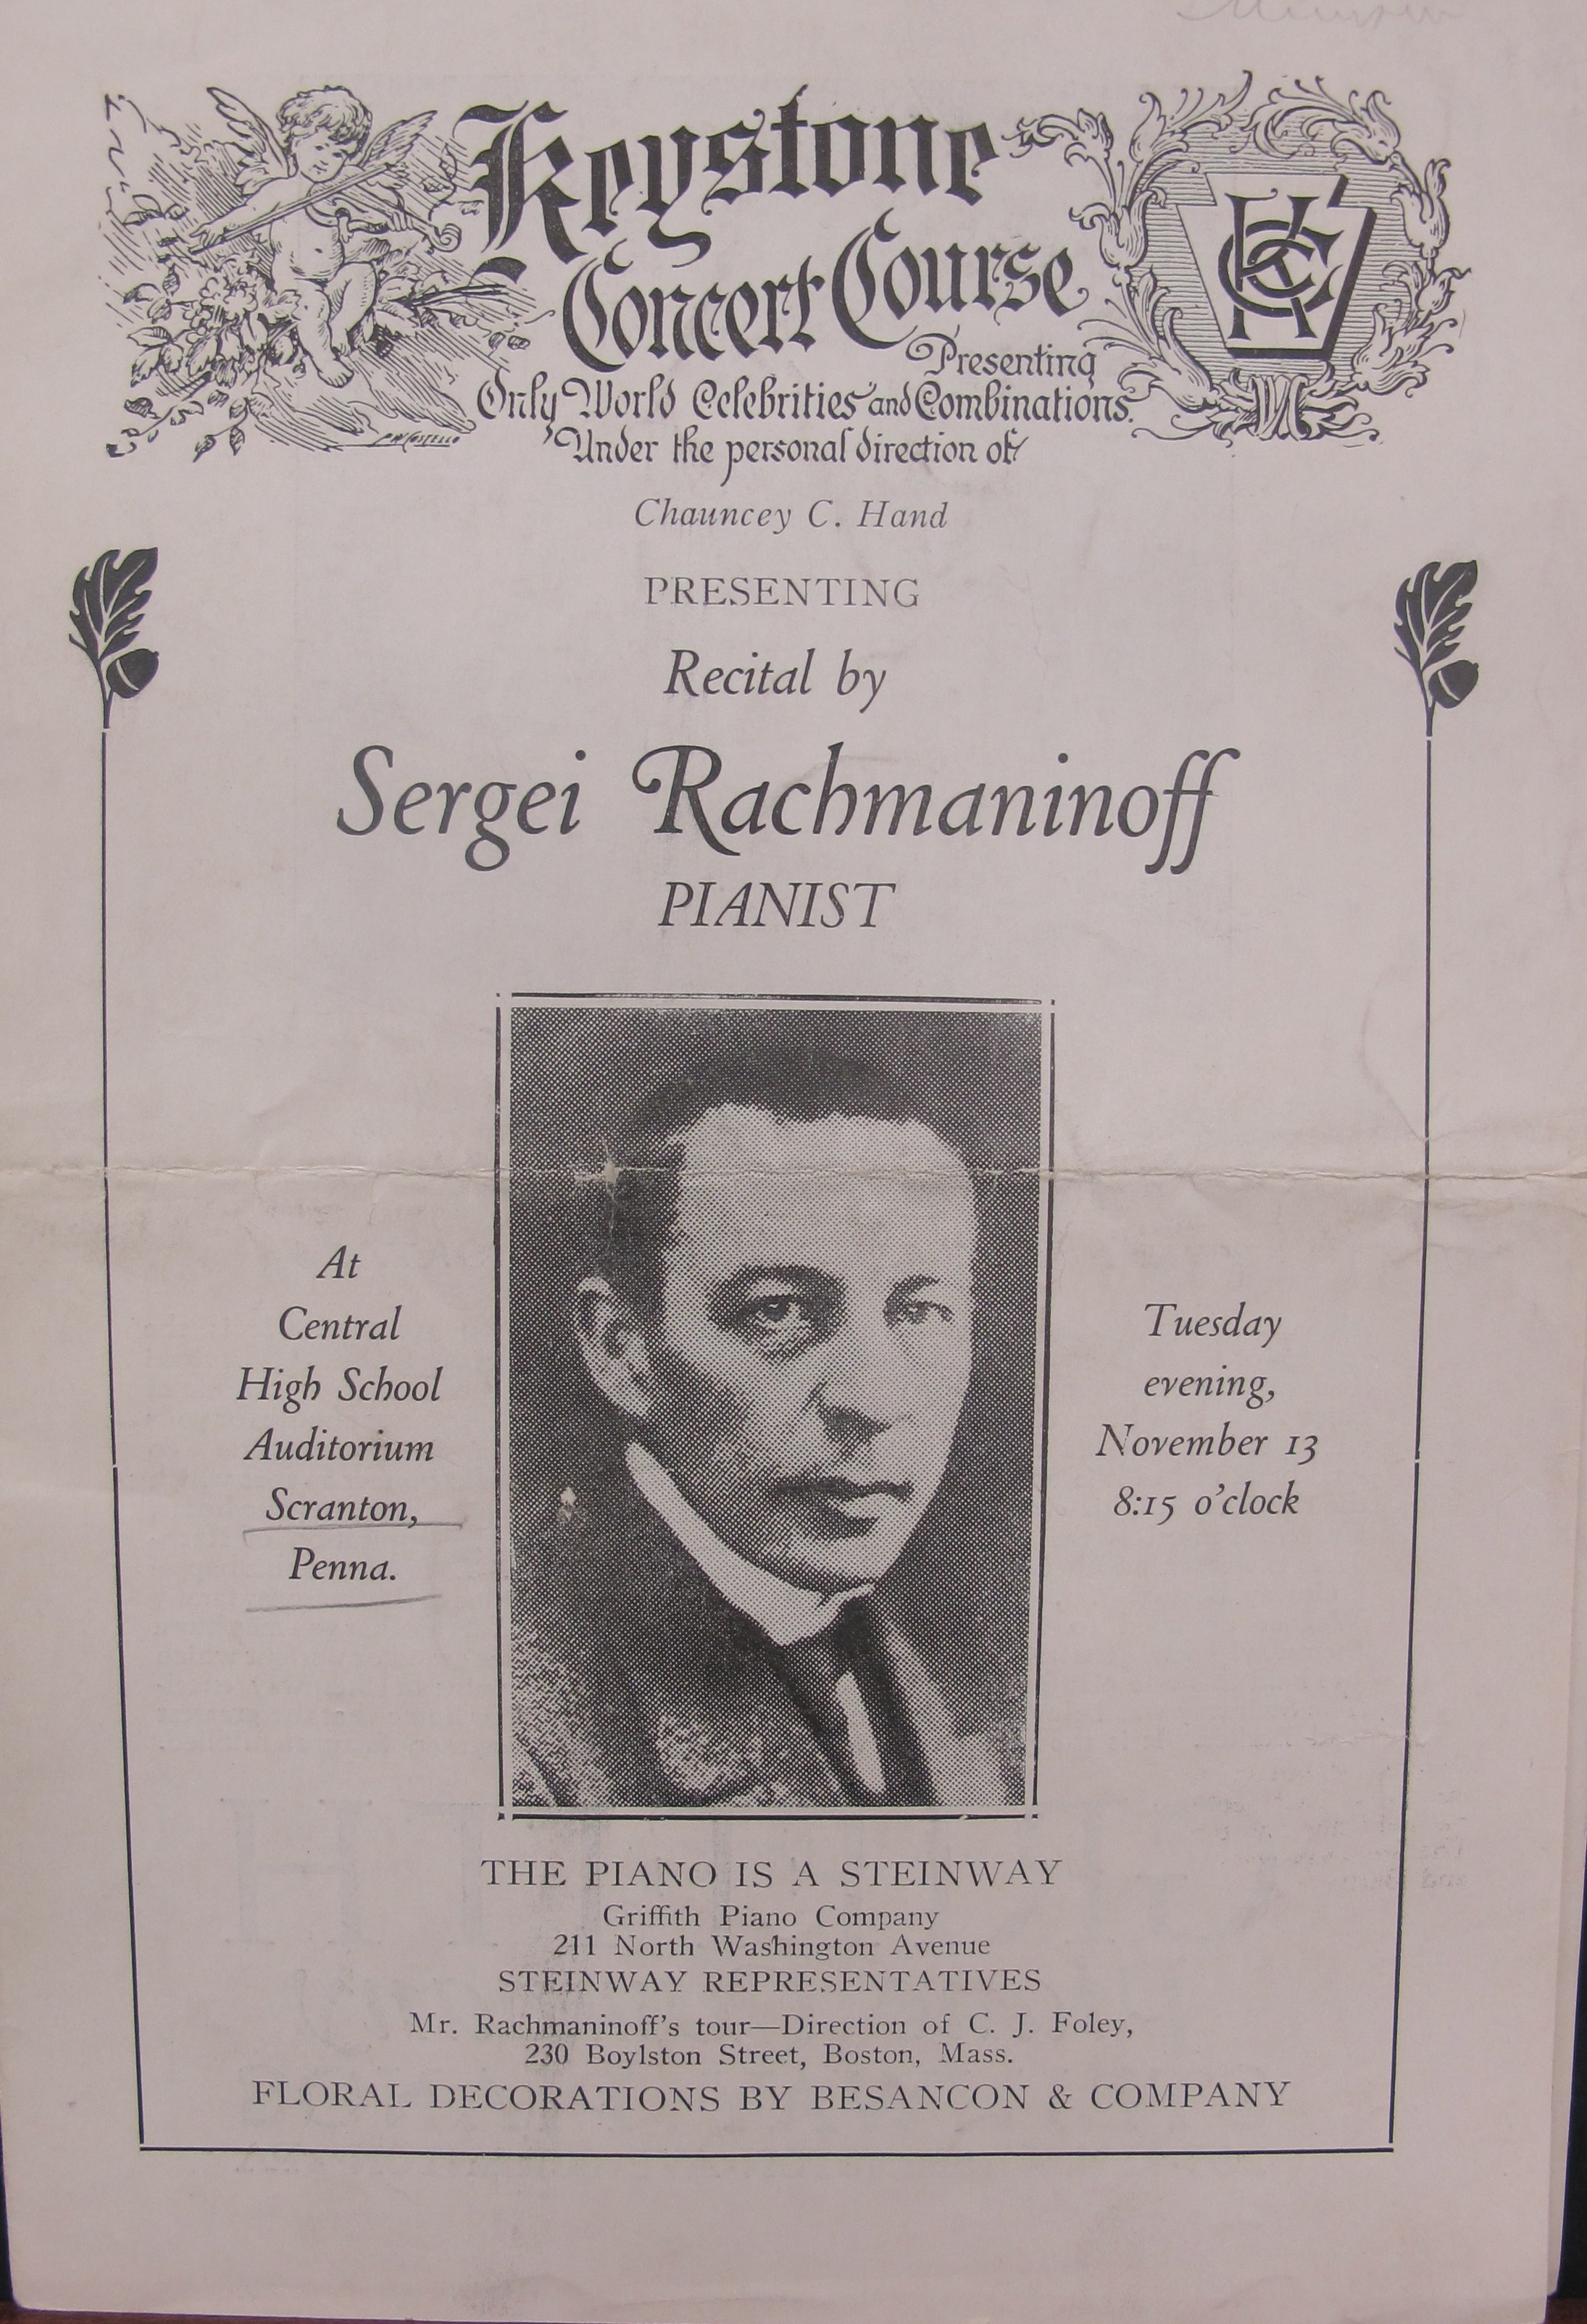 Keystone
Concert Course
Presenting
Only World Celebrities and Combinations.
Under the personal direction of
Chauncey C. Hand
PRESENTING
Recital by
Sergei Rachmaninoff
PIANIST
At
Central
High School
Auditorium
Scranton,
Penna.
Tuesday
evening,
November 13
8:15 o'clock
THE PIANO IS A STEINWAY
Griffith Piano Company
211 North Washington Avenue
STEINWAY REPRESENTATIVES
Mr. Rachmaninoff's tour—Direction of C. J. Foley,
230 Boylston Street, Boston, Mass.
FLORAL DECORATIONS BY BESANCON & COMPANY